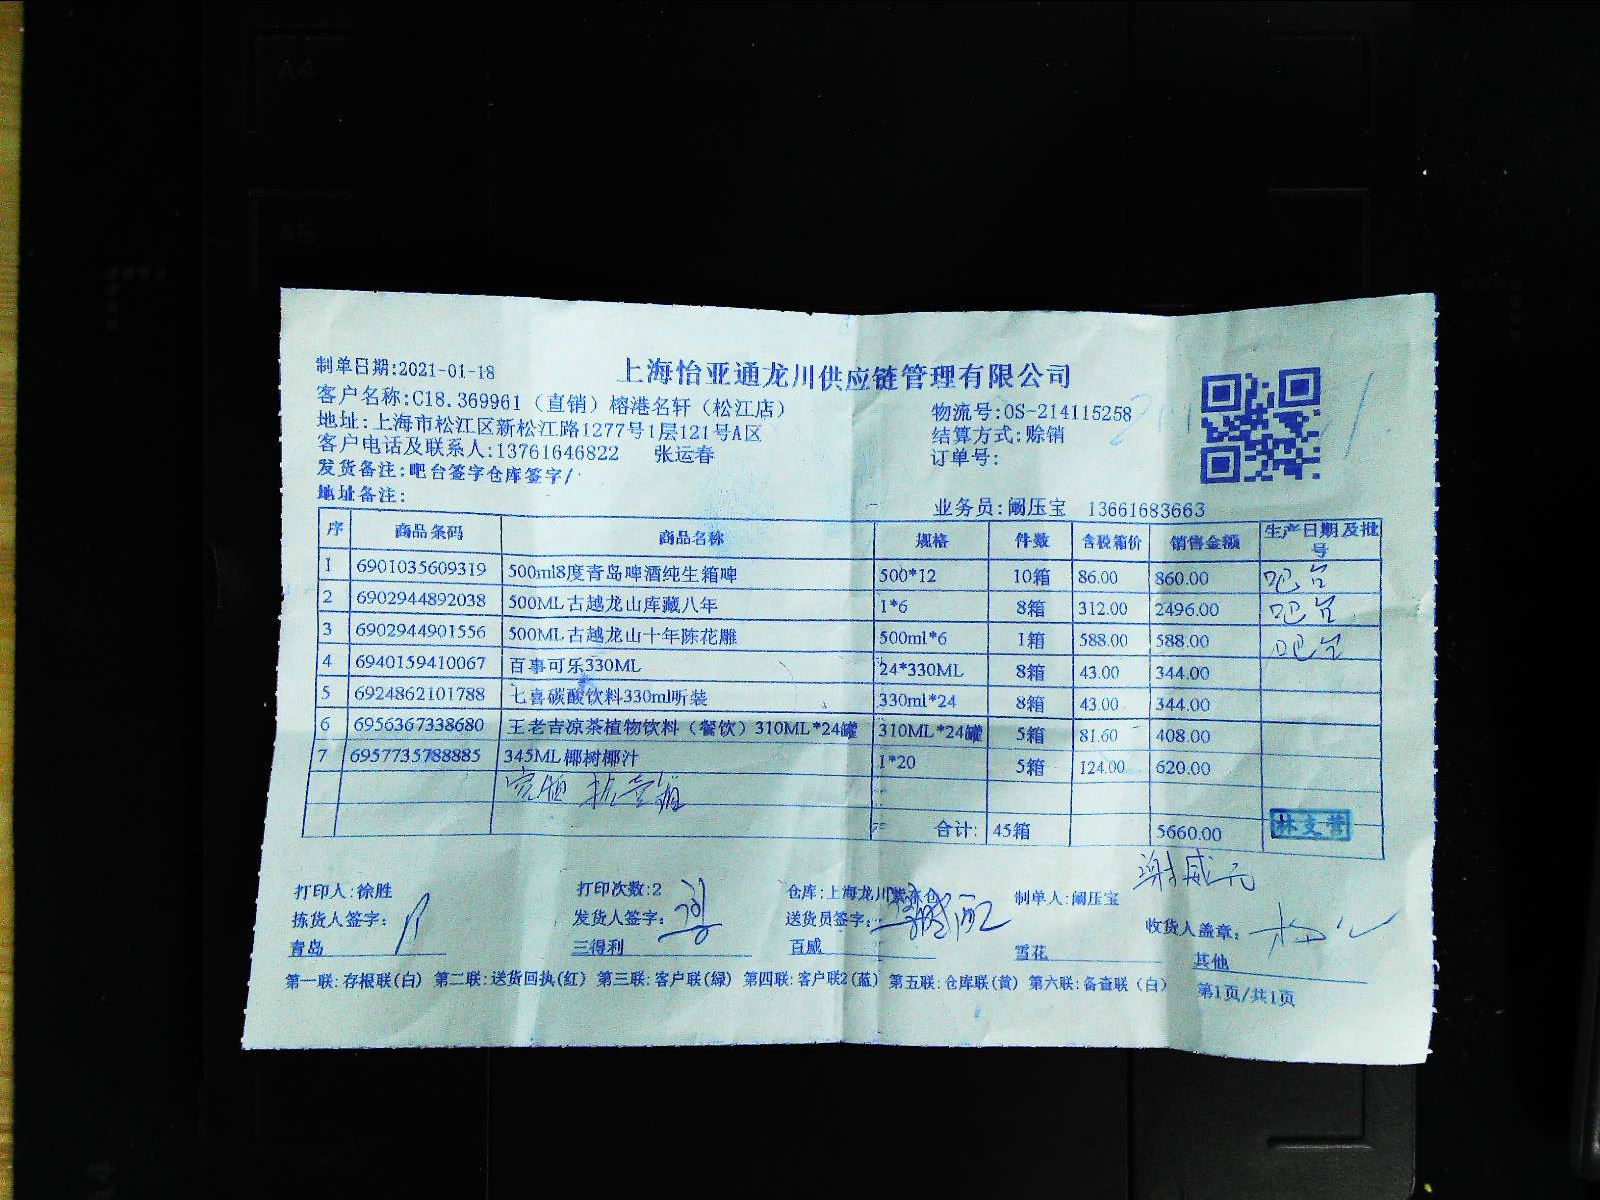 制单日期:2021-01-18
上海怡亚通龙川供应链管理有限公司
客户名称:C18.369961（直销）榕港名轩（松江店）
物流号:OS-214115258
地址:上海市松江区新松江路1277号1层121号A区
结算方式:赊销
客户电话及联系人:13761646822 张运春
订单号:
发货备注:吧台签字仓库签字/
地址备注:
业务员:阚压宝 13661683663
序 商品条码 商品名称 规格 件数 含税箱价 销售金额 生产日期及批号
1 6901035609319 500ml8度青岛啤酒纯生箱啤 500*12 10箱 86.00 860.00 吧台
2 6902944892038 500ML古越龙山库藏八年 1*6 8箱 312.00 2496.00 吧台
3 6902944901556 500ML古越龙山十年陈花雕 500ml*6 1箱 588.00 588.00 吧台
4 6940159410067 百事可乐330ML 24*330ML 8箱 43.00 344.00
5 6924862101788 七喜碳酸饮料330ml听装 330ml*24 8箱 43.00 344.00
6 6956367338680 王老吉凉茶植物饮料（餐饮）310ML*24罐 310ML*24罐 5箱 81.60 408.00
7 6957735788885 345ML椰树椰汁 1*20 5箱 124.00 620.00
合计: 45箱 5660.00
打印人:徐胜 打印次数:2 仓库:上海龙川 制单人:阚压宝
拣货人签字: 发货人签字: 送货员签字: 收货人盖章:
青岛 三得利 百威 雪花 其他
第一联:存根联(白) 第二联:送货回执(红) 第三联:客户联(绿) 第四联:客户联2(蓝) 第五联:仓库联(黄) 第六联:备查联（白） 第1页/共1页